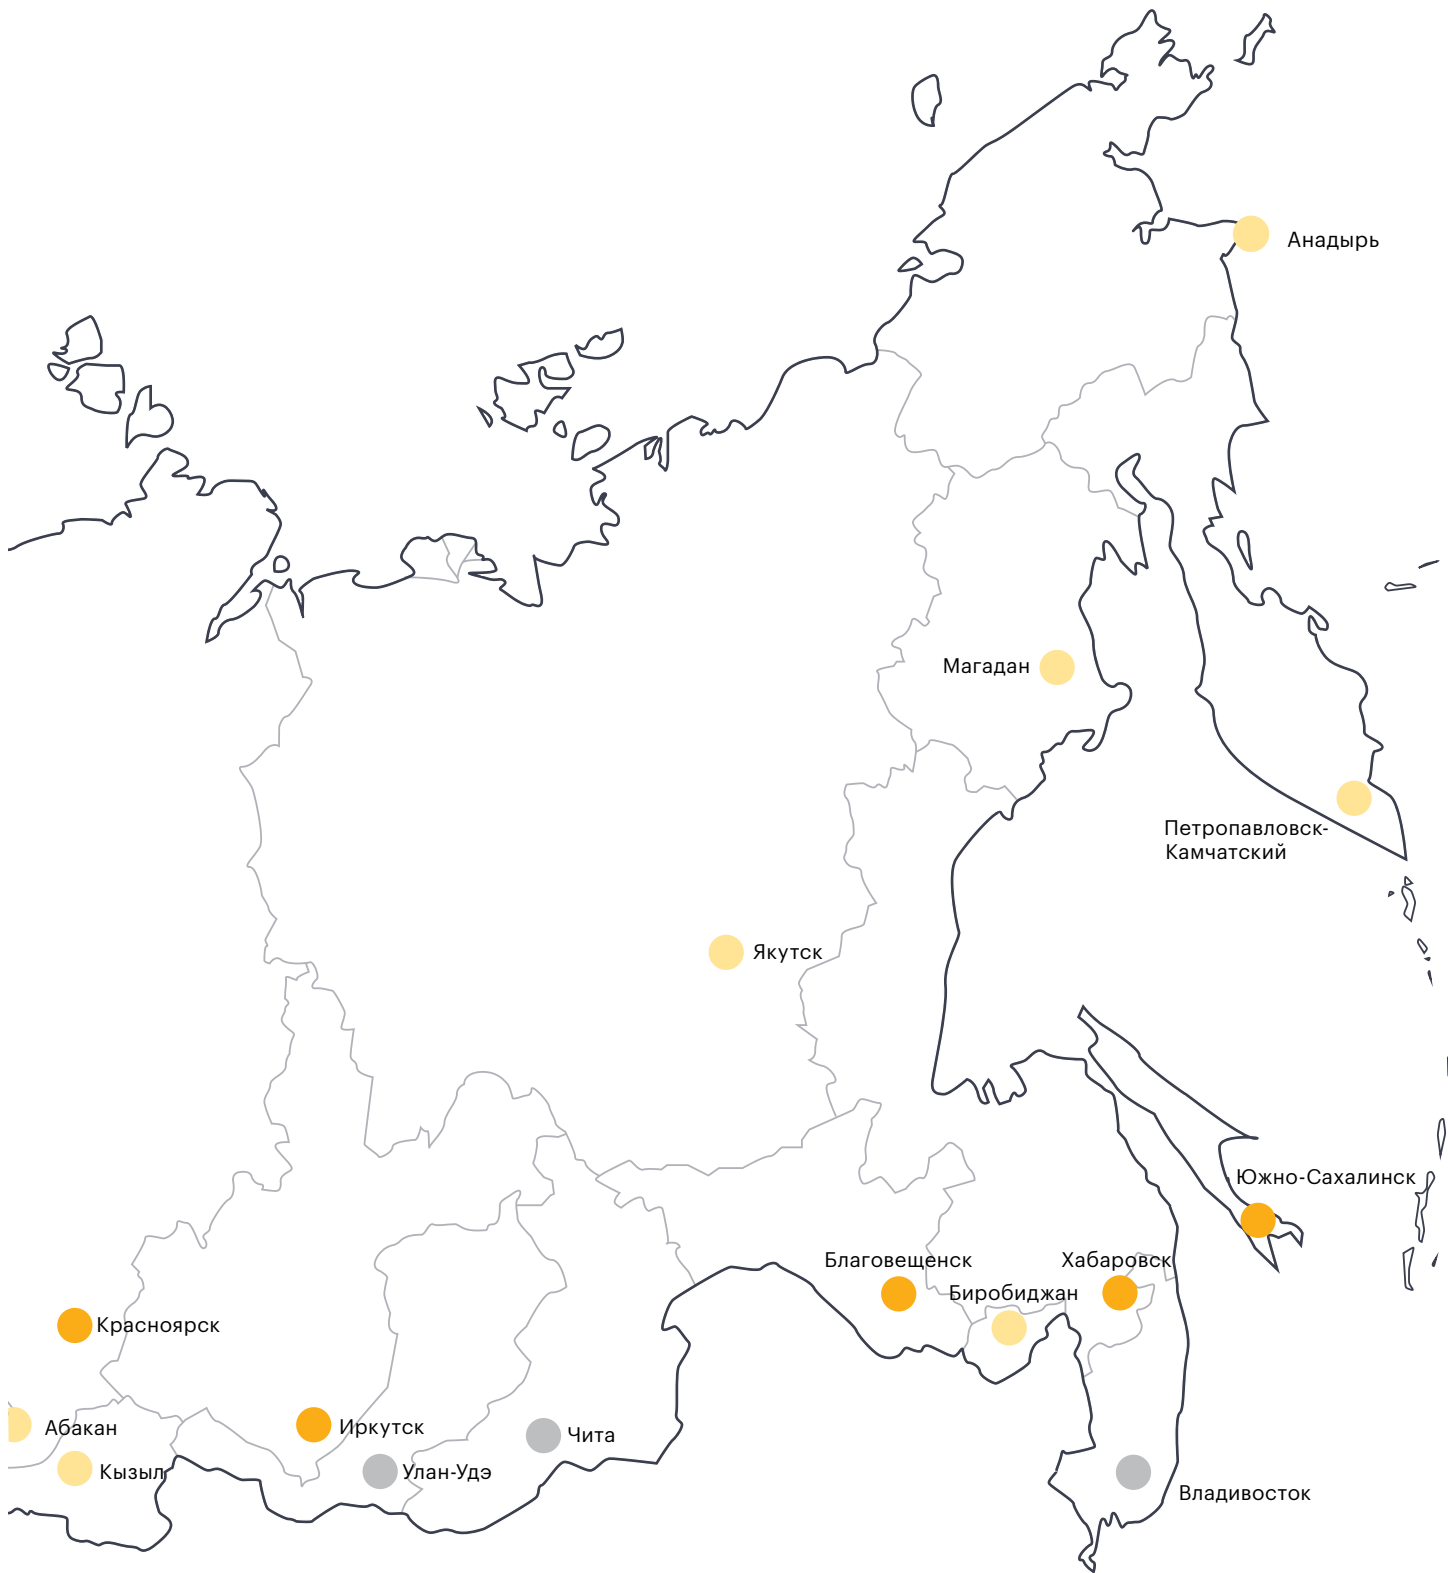 Анадырь
Магадан
Петропавловск-
Камчатский
Якутск
Южно-Сахалинск
Благовещенск
Хабаровск
Биробиджан
Красноярск
Абакан
Иркутск
Чита
Кызыл
Улан-Удэ
Владивосток